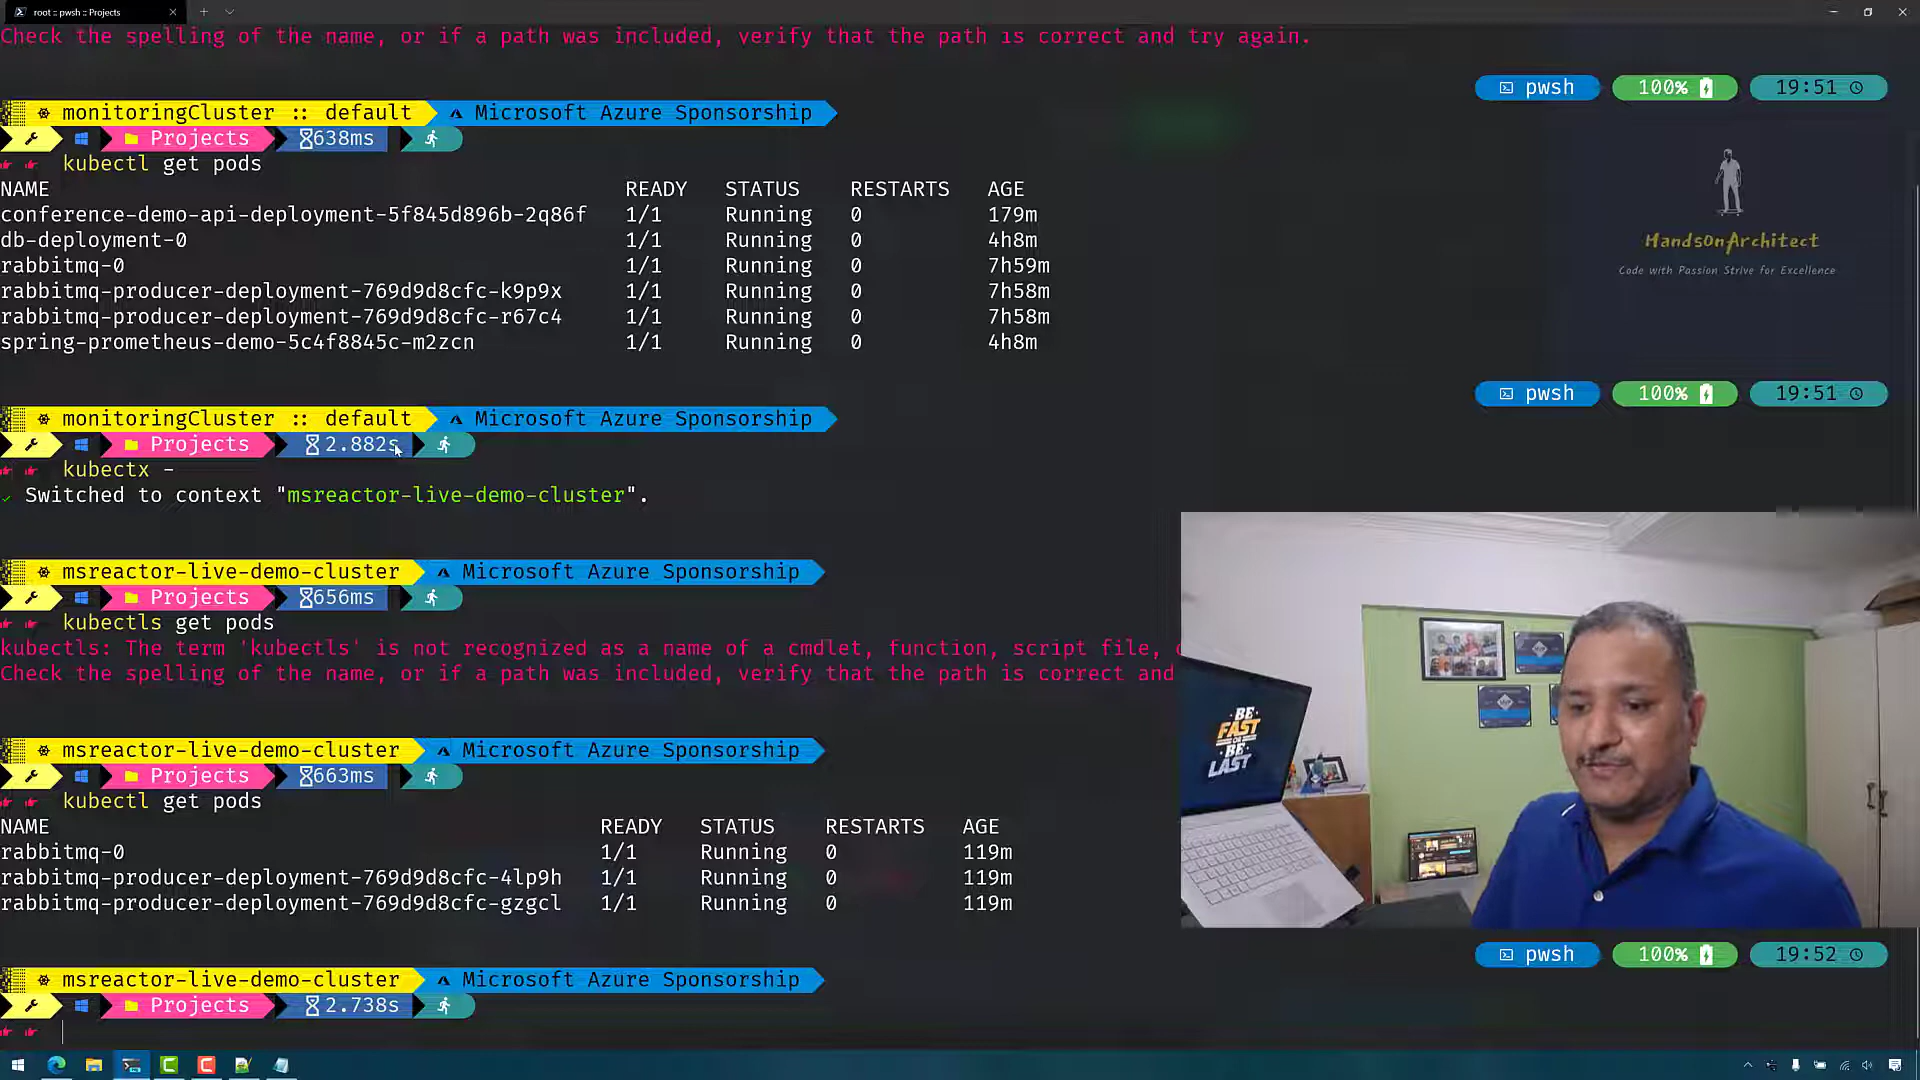 root :: pwsh :: Projects
Check the spelling of the name, or if a path was included, verify that the path is correct and try again.
pwsh 100% 19:51
monitoringCluster :: default Microsoft Azure Sponsorship
Projects 638ms
kubectl get pods
NAME READY STATUS RESTARTS AGE
conference-demo-api-deployment-5f845d896b-2q86f 1/1 Running 0 179m
db-deployment-0 1/1 Running 0 4h8m
rabbitmq-0 1/1 Running 0 7h59m
rabbitmq-producer-deployment-769d9d8cfc-k9p9x 1/1 Running 0 7h58m
rabbitmq-producer-deployment-769d9d8cfc-r67c4 1/1 Running 0 7h58m
spring-prometheus-demo-5c4f8845c-m2zcn 1/1 Running 0 4h8m
HandsOnArchitect
Code with Passion Strive for Excellence
pwsh 100% 19:51
monitoringCluster :: default Microsoft Azure Sponsorship
Projects 2.882s
kubectx -
✓ Switched to context "msreactor-live-demo-cluster".
msreactor-live-demo-cluster Microsoft Azure Sponsorship
Projects 656ms
kubectls get pods
kubectls: The term 'kubectls' is not recognized as a name of a cmdlet, function, script file,
Check the spelling of the name, or if a path was included, verify that the path is correct and
msreactor-live-demo-cluster Microsoft Azure Sponsorship
Projects 663ms
kubectl get pods
NAME READY STATUS RESTARTS AGE
rabbitmq-0 1/1 Running 0 119m
rabbitmq-producer-deployment-769d9d8cfc-4lp9h 1/1 Running 0 119m
rabbitmq-producer-deployment-769d9d8cfc-gzgcl 1/1 Running 0 119m
BE
FAST
OR
BE
LAST
pwsh 100% 19:52
msreactor-live-demo-cluster Microsoft Azure Sponsorship
Projects 2.738s